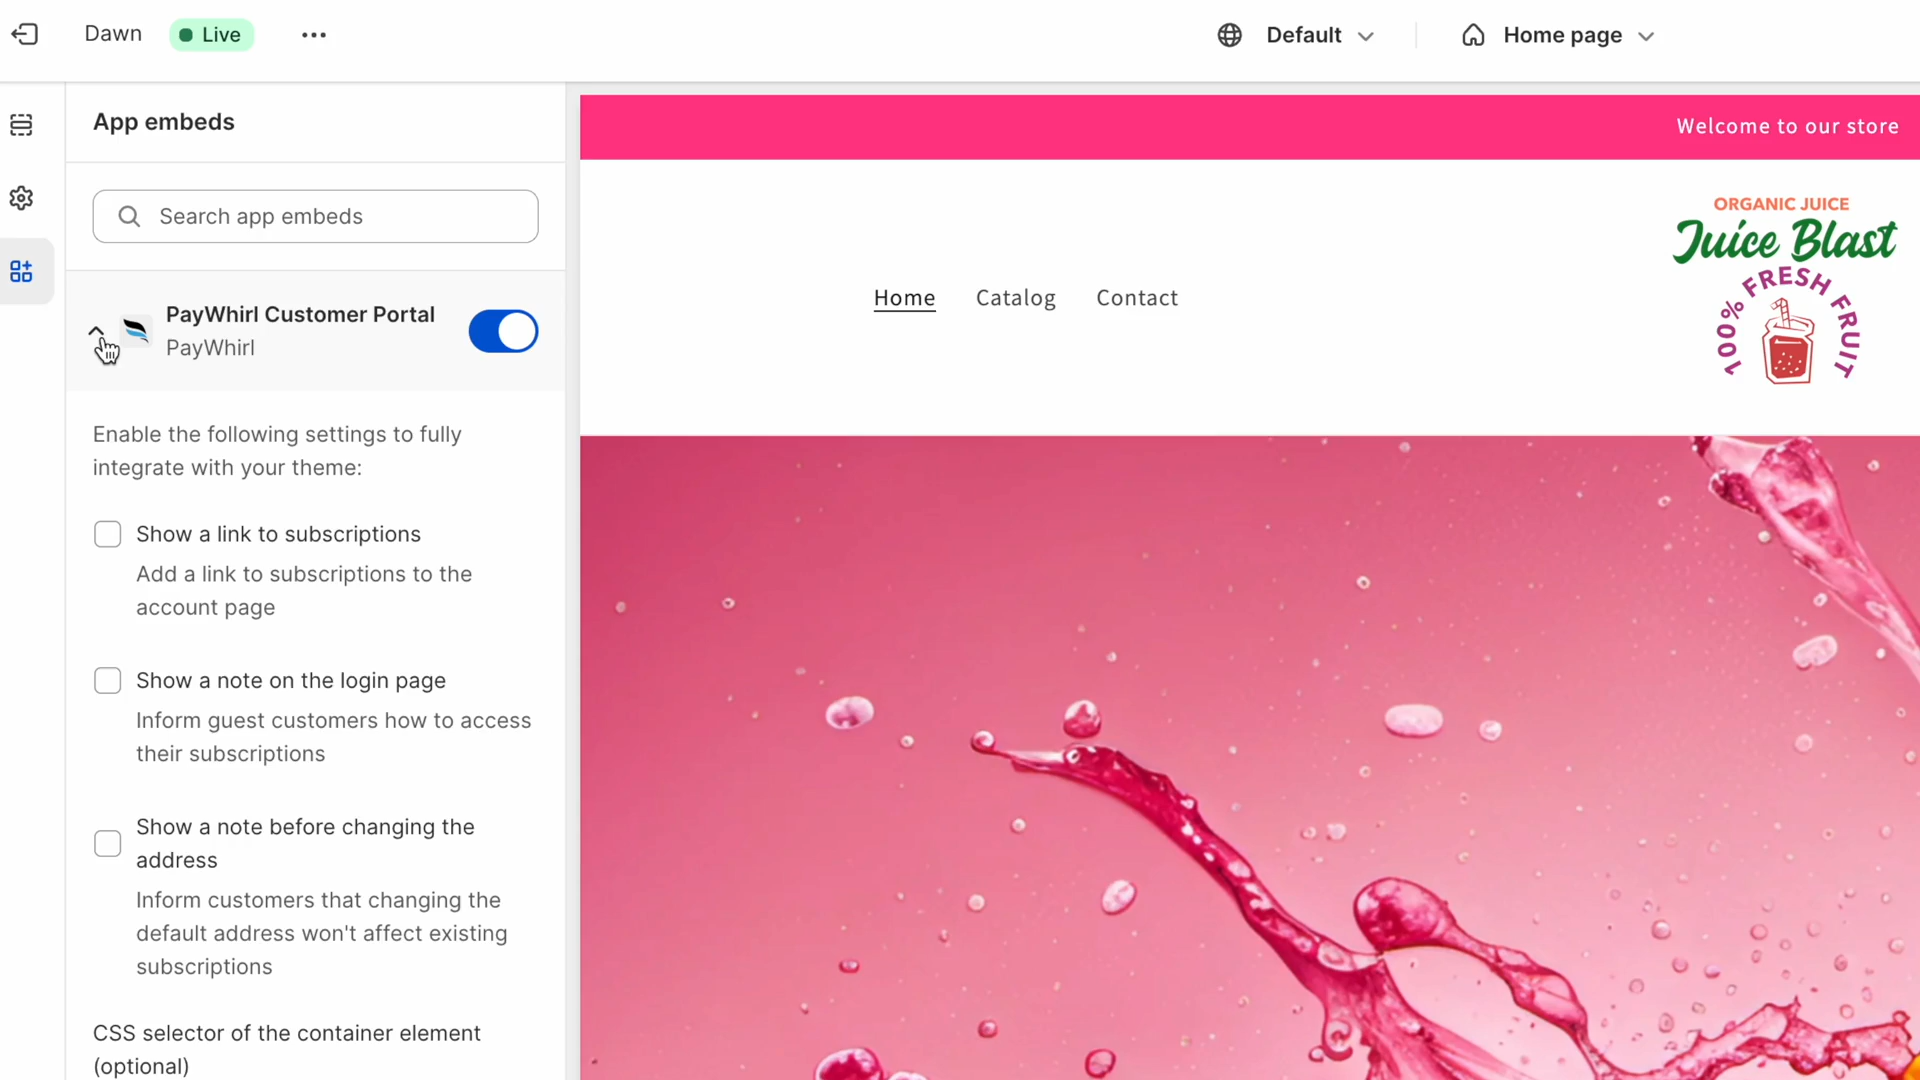 Dawn
Live
Default
Home page
App embeds
Search app embeds
PayWhirl Customer Portal
PayWhirl
Enable the following settings to fully
integrate with your theme:
Show a link to subscriptions
Add a link to subscriptions to the
account page
Show a note on the login page
Inform guest customers how to access
their subscriptions
Show a note before changing the
address
Inform customers that changing the
default address won't affect existing
subscriptions
CSS selector of the container element
(optional)
Welcome to our store
Home
Catalog
Contact
ORGANIC JUICE
Juice Blast
100% FRESH FRUIT